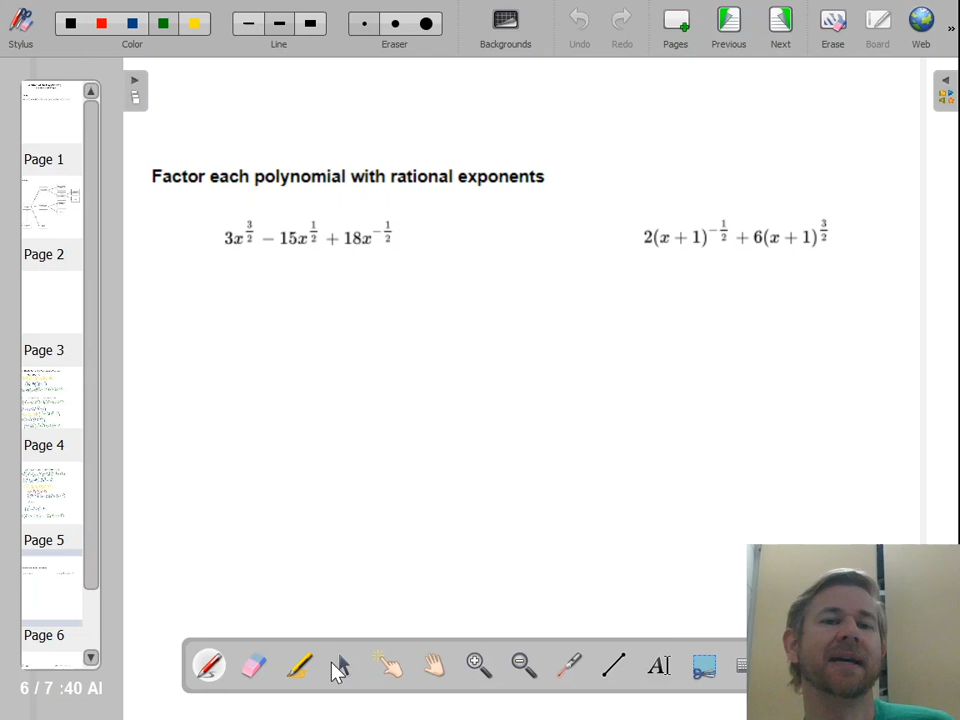 Stylus Color Line Eraser Backgrounds Undo Redo Pages Previous Next Erase Board Web »
Page 1
Page 2
Page 3
Page 4
Page 5
Page 6
6 / 7 :40 AI
Factor each polynomial with rational exponents
3x^{3/2} − 15x^{1/2} + 18x^{−1/2}
2(x + 1)^{−1/2} + 6(x + 1)^{3/2}